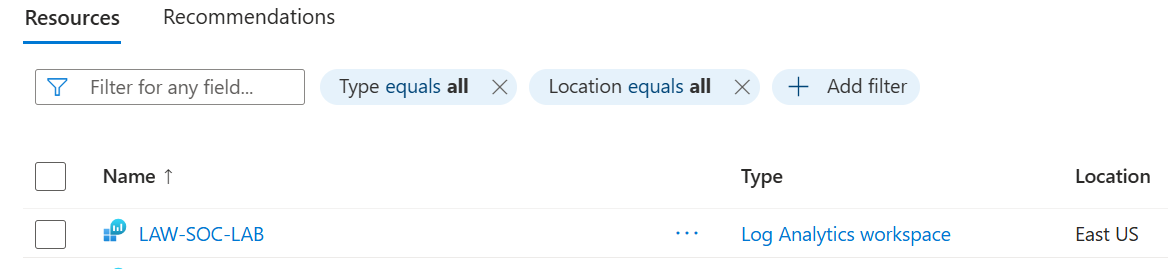 Resources Recommendations
Filter for any field... Type equals all Location equals all Add filter
Name ↑ Type Location
LAW-SOC-LAB ... Log Analytics workspace East US